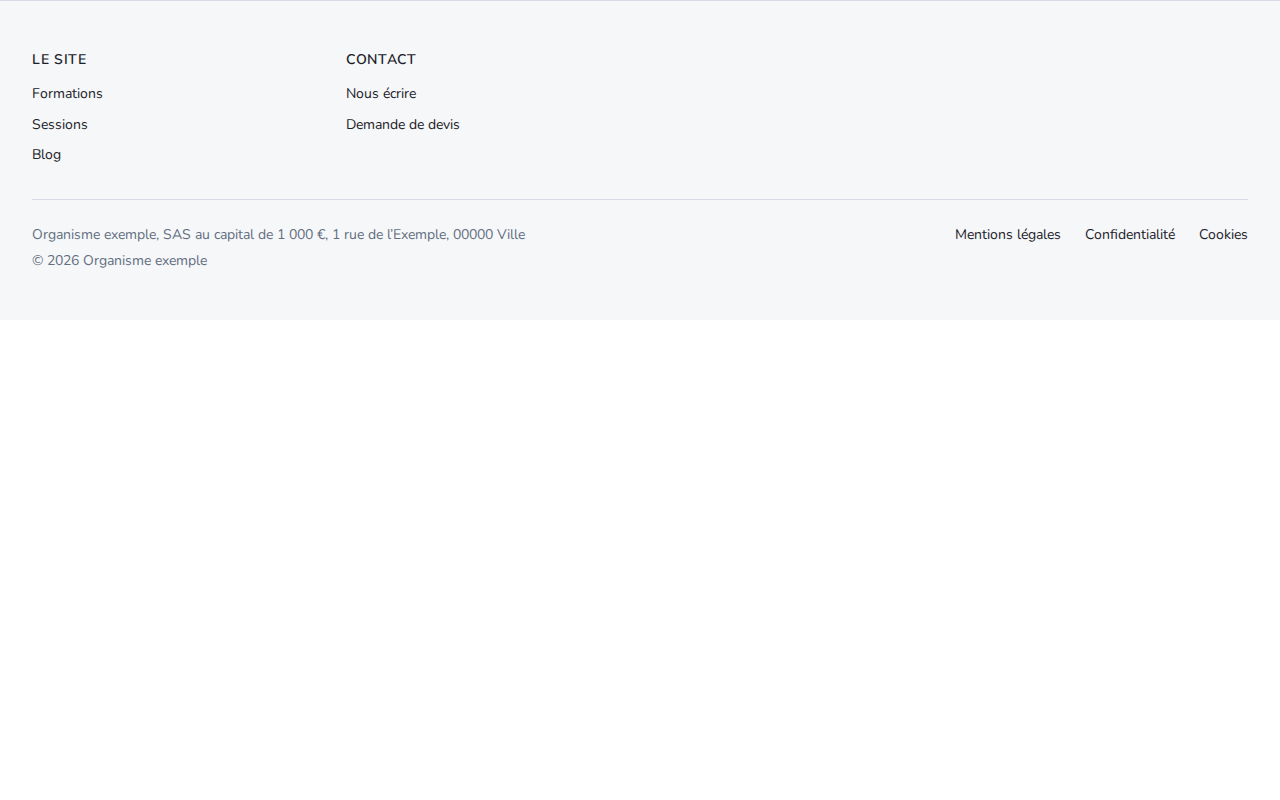 LE SITE
Formations
Sessions
Blog
CONTACT
Nous écrire
Demande de devis
Organisme exemple, SAS au capital de 1 000 €, 1 rue de l’Exemple, 00000 Ville
© 2026 Organisme exemple
Mentions légales
Confidentialité
Cookies